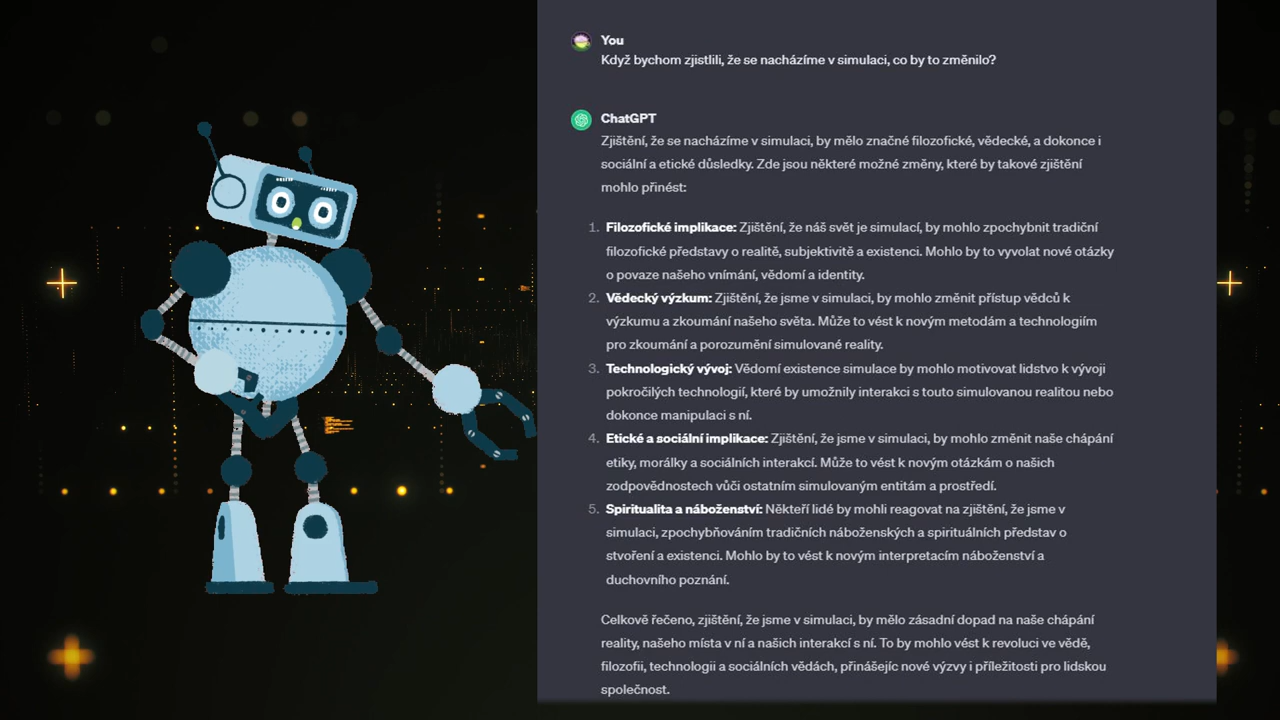 You
Když bychom zjistlili, že se nacházíme v simulaci, co by to změnilo?
ChatGPT
Zjištění, že se nacházíme v simulaci, by mělo značné filozofické, vědecké, a dokonce i
sociální a etické důsledky. Zde jsou některé možné změny, které by takové zjištění
mohlo přinést:
1. Filozofické implikace: Zjištění, že náš svět je simulací, by mohlo zpochybnit tradiční
filozofické představy o realitě, subjektivitě a existenci. Mohlo by to vyvolat nové otázky
o povaze našeho vnímání, vědomí a identity.
2. Vědecký výzkum: Zjištění, že jsme v simulaci, by mohlo změnit přístup vědců k
výzkumu a zkoumání našeho světa. Může to vést k novým metodám a technologiím
pro zkoumání a porozumění simulované reality.
3. Technologický vývoj: Vědomí existence simulace by mohlo motivovat lidstvo k vývoji
pokročilých technologií, které by umožnily interakci s touto simulovanou realitou nebo
dokonce manipulaci s ní.
4. Etické a sociální implikace: Zjištění, že jsme v simulaci, by mohlo změnit naše chápání
etiky, morálky a sociálních interakcí. Může to vést k novým otázkám o našich
zodpovědnostech vůči ostatním simulovaným entitám a prostředí.
5. Spiritualita a náboženství: Někteří lidé by mohli reagovat na zjištění, že jsme v
simulaci, zpochybňováním tradičních náboženských a spirituálních představ o
stvoření a existenci. Mohlo by to vést k novým interpretacím náboženství a
duchovního poznání.
Celkově řečeno, zjištění, že jsme v simulaci, by mělo zásadní dopad na naše chápání
reality, našeho místa v ní a našich interakcí s ní. To by mohlo vést k revoluci ve vědě,
filozofii, technologii a sociálních vědách, přinášejíc nové výzvy i příležitosti pro lidskou
společnost.